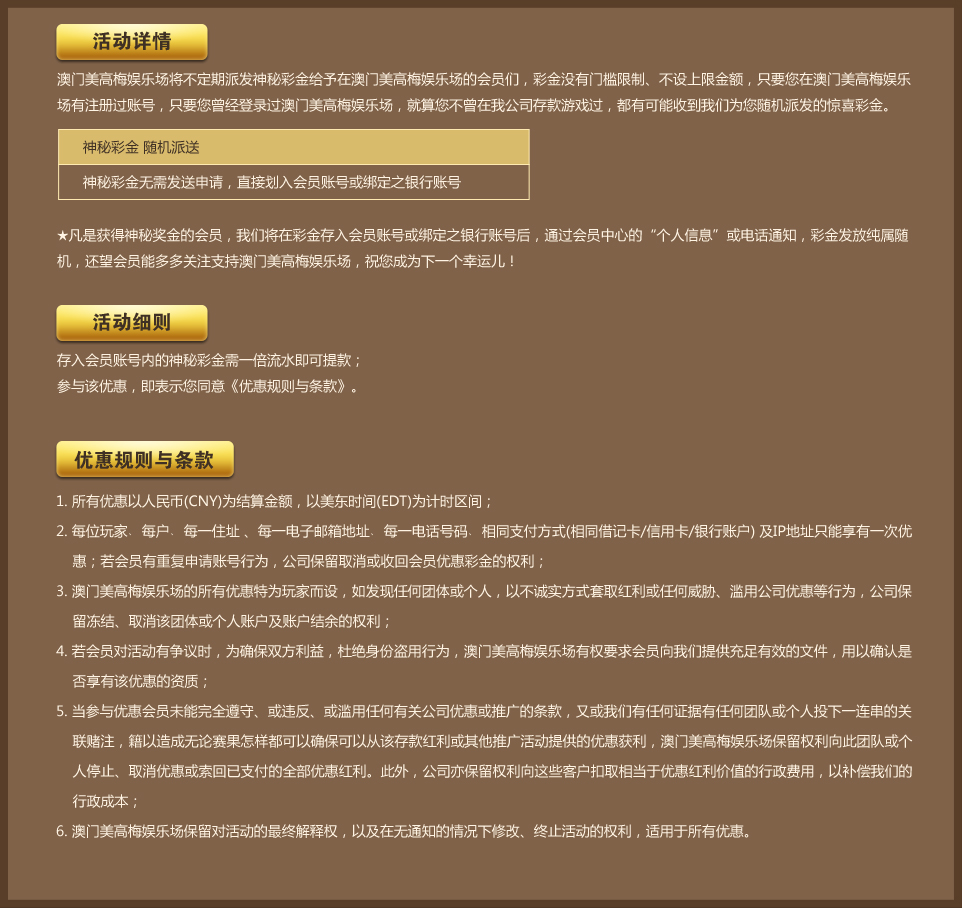 活动详情
澳门美高梅娱乐场将不定期派发神秘彩金给予在澳门美高梅娱乐场的会员们，彩金没有门槛限制、不设上限金额，只要您在澳门美高梅娱乐
场有注册过账号，只要您曾经登录过澳门美高梅娱乐场，就算您不曾在我公司存款游戏过，都有可能收到我们为您随机派发的惊喜彩金。
神秘彩金 随机派送
神秘彩金无需发送申请，直接划入会员账号或绑定之银行账号
★凡是获得神秘奖金的会员，我们将在彩金存入会员账号或绑定之银行账号后，通过会员中心的“个人信息”或电话通知，彩金发放纯属随
机，还望会员能多多关注支持澳门美高梅娱乐场，祝您成为下一个幸运儿！
活动细则
存入会员账号内的神秘彩金需一倍流水即可提款；
参与该优惠，即表示您同意《优惠规则与条款》。
优惠规则与条款
1. 所有优惠以人民币(CNY)为结算金额，以美东时间(EDT)为计时区间；
2. 每位玩家﹑每户﹑每一住址 、每一电子邮箱地址﹑每一电话号码﹑相同支付方式(相同借记卡/信用卡/银行账户) 及IP地址只能享有一次优
惠；若会员有重复申请账号行为，公司保留取消或收回会员优惠彩金的权利；
3. 澳门美高梅娱乐场的所有优惠特为玩家而设，如发现任何团体或个人，以不诚实方式套取红利或任何威胁、滥用公司优惠等行为，公司保
留冻结、取消该团体或个人账户及账户结余的权利；
4. 若会员对活动有争议时，为确保双方利益，杜绝身份盗用行为，澳门美高梅娱乐场有权要求会员向我们提供充足有效的文件，用以确认是
否享有该优惠的资质；
5. 当参与优惠会员未能完全遵守、或违反、或滥用任何有关公司优惠或推广的条款，又或我们有任何证据有任何团队或个人投下一连串的关
联赌注，籍以造成无论赛果怎样都可以确保可以从该存款红利或其他推广活动提供的优惠获利，澳门美高梅娱乐场保留权利向此团队或个
人停止、取消优惠或索回已支付的全部优惠红利。此外，公司亦保留权利向这些客户扣取相当于优惠红利价值的行政费用，以补偿我们的
行政成本；
6. 澳门美高梅娱乐场保留对活动的最终解释权，以及在无通知的情况下修改、终止活动的权利，适用于所有优惠。